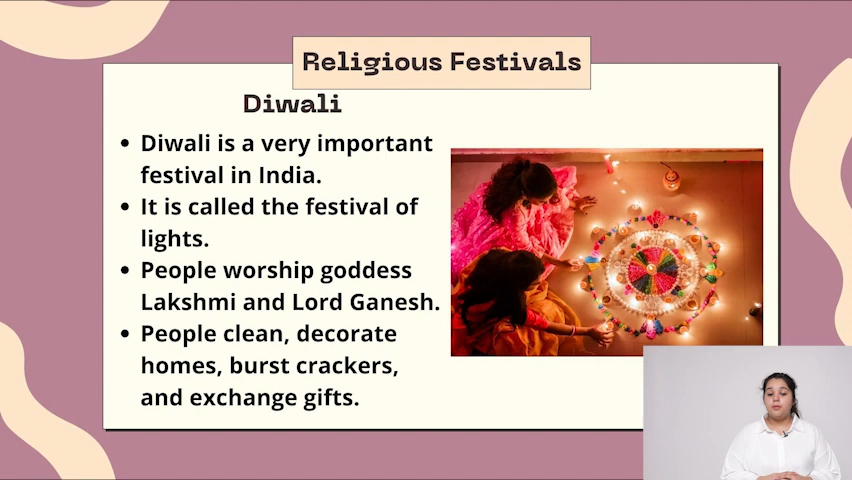 Religious Festivals
Diwali
• Diwali is a very important
festival in India.
• It is called the festival of
lights.
• People worship goddess
Lakshmi and Lord Ganesh.
• People clean, decorate
homes, burst crackers,
and exchange gifts.